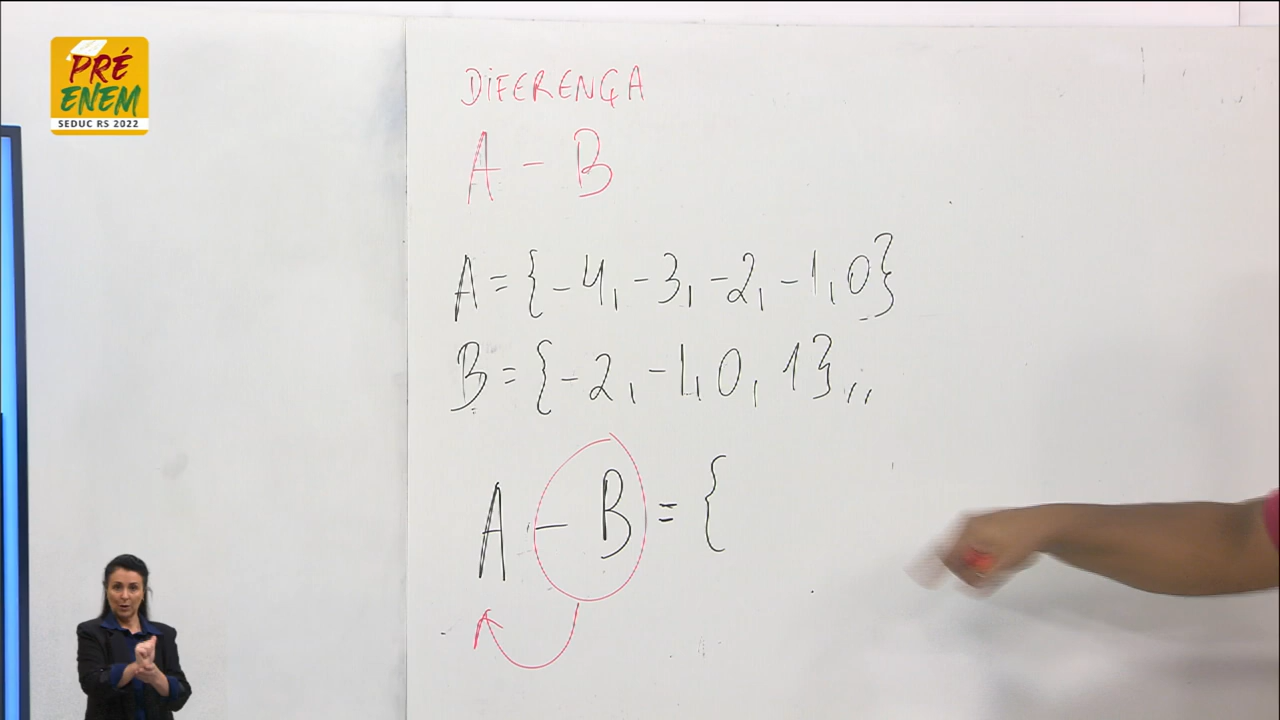 PRÉ
ENEM
SEDUC RS 2022
DIFERENÇA
A - B
A = {-4, -3, -2, -1, 0}
B = {-2, -1, 0, 1},,
A - B = {